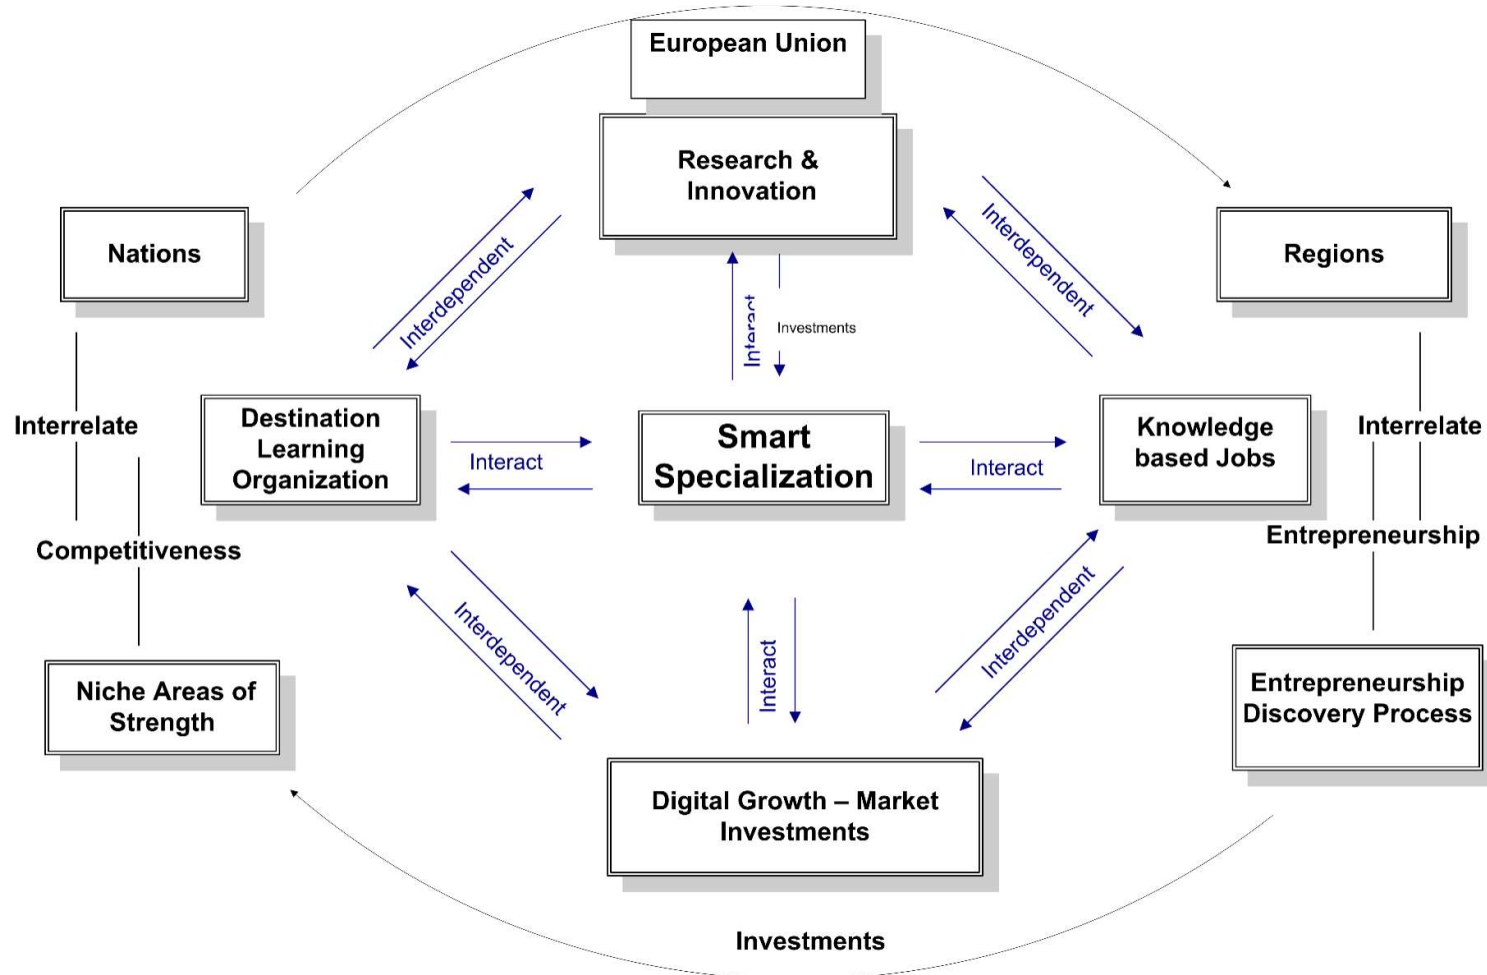 European Union
Research &
Innovation
Nations
Regions
Interdependent
Interdependent
Interact
Investments
Destination
Learning
Organization
Smart
Specialization
Knowledge
based Jobs
Interrelate
Interrelate
Interact
Interact
Competitiveness
Entrepreneurship
Interdependent
Interact
Interdependent
Niche Areas of
Strength
Entrepreneurship
Discovery Process
Digital Growth – Market
Investments
Investments